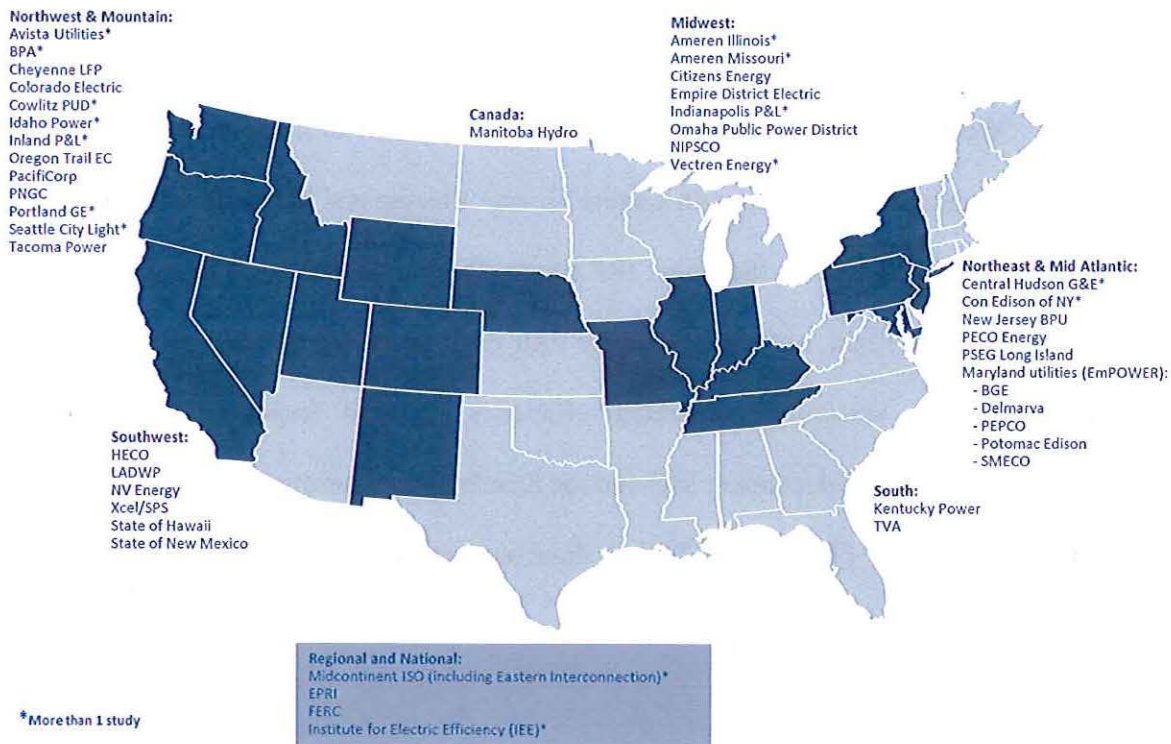 Northwest & Mountain:
Avista Utilities*
BPA*
Cheyenne LFP
Colorado Electric
Cowlitz PUD*
Idaho Power*
Inland P&L*
Oregon Trail EC
PacifiCorp
PNGC
Portland GE*
Seattle City Light*
Tacoma Power
Canada:
Manitoba Hydro
Midwest:
Ameren Illinois*
Ameren Missouri*
Citizens Energy
Empire District Electric
Indianapolis P&L*
Omaha Public Power District
NIPSCO
Vectren Energy*
Northeast & Mid Atlantic:
Central Hudson G&E*
Con Edison of NY*
New Jersey BPU
PECO Energy
PSEG Long Island
Maryland utilities (EmPOWER):
- BGE
- Delmarva
- PEPCO
- Potomac Edison
- SMECO
Southwest:
HECO
LADWP
NV Energy
Xcel/SPS
State of Hawaii
State of New Mexico
South:
Kentucky Power
TVA
Regional and National:
Midcontinent ISO (including Eastern Interconnection)*
EPRI
FERC
Institute for Electric Efficiency (IEE)*
*More than 1 study